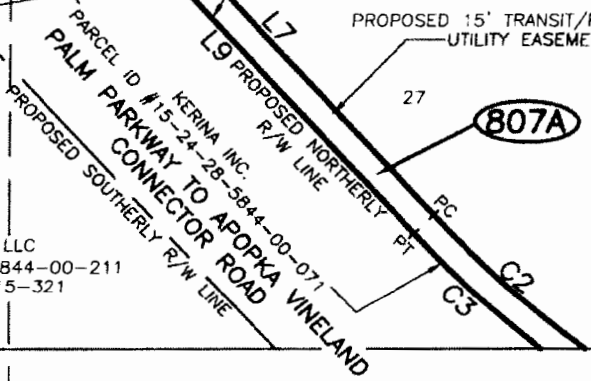 PROPOSED 15' TRANSIT/
UTILITY EASEME
L7
L9
PROPOSED NORTHERLY
R/W LINE
27
807A
PC
PT
C2
C3
KERINA INC.
PARCEL ID #15-24-28-5844-00-071
PALM PARKWAY TO APOPKA VINELAND
CONNECTOR ROAD
PROPOSED SOUTHERLY R/W LINE
LLC
844-00-211
5-321